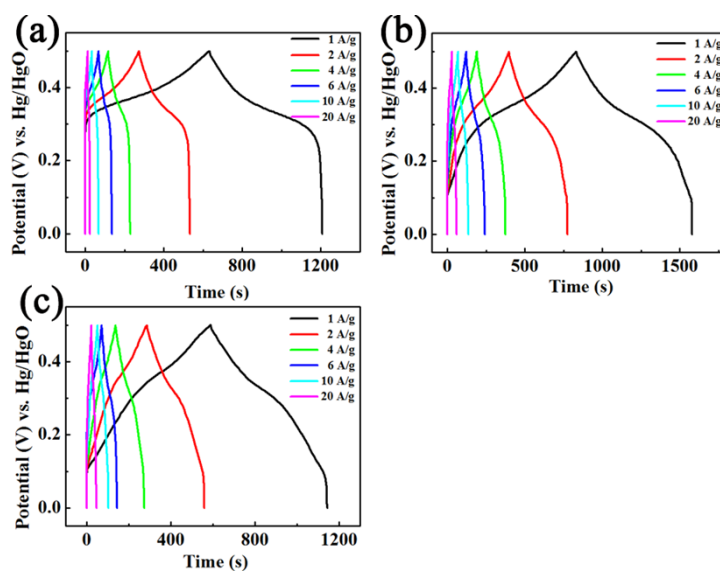 (a)
Potential (V) vs. Hg/HgO
0.4
0.2
0.0
0 400 800 1200
Time (s)
1 A/g
2 A/g
4 A/g
6 A/g
10 A/g
20 A/g
(b)
Potential (V) vs. Hg/HgO
0.4
0.2
0.0
0 500 1000 1500
Time (s)
1 A/g
2 A/g
4 A/g
6 A/g
10 A/g
20 A/g
(c)
Potential (V) vs. Hg/HgO
0.4
0.2
0.0
0 400 800 1200
Time (s)
1 A/g
2 A/g
4 A/g
6 A/g
10 A/g
20 A/g